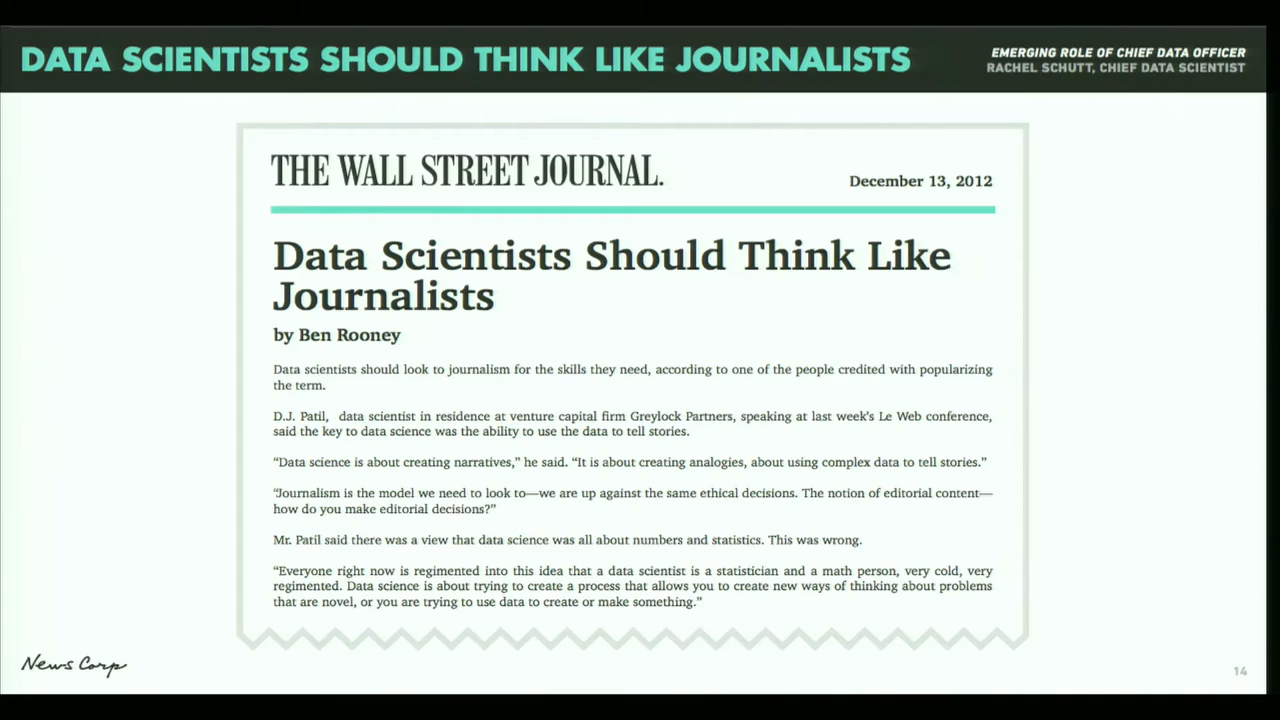 DATA SCIENTISTS SHOULD THINK LIKE JOURNALISTS
EMERGING ROLE OF CHIEF DATA OFFICER
RACHEL SCHUTT, CHIEF DATA SCIENTIST
THE WALL STREET JOURNAL.
December 13, 2012
Data Scientists Should Think Like
Journalists
by Ben Rooney
Data scientists should look to journalism for the skills they need, according to one of the people credited with popularizing
the term.
D.J. Patil, data scientist in residence at venture capital firm Greylock Partners, speaking at last week's Le Web conference,
said the key to data science was the ability to use the data to tell stories.
“Data science is about creating narratives,” he said. “It is about creating analogies, about using complex data to tell stories.”
“Journalism is the model we need to look to—we are up against the same ethical decisions. The notion of editorial content—
how do you make editorial decisions?”
Mr. Patil said there was a view that data science was all about numbers and statistics. This was wrong.
“Everyone right now is regimented into this idea that a data scientist is a statistician and a math person, very cold, very
regimented. Data science is about trying to create a process that allows you to create new ways of thinking about problems
that are novel, or you are trying to use data to create or make something.”
News Corp
14